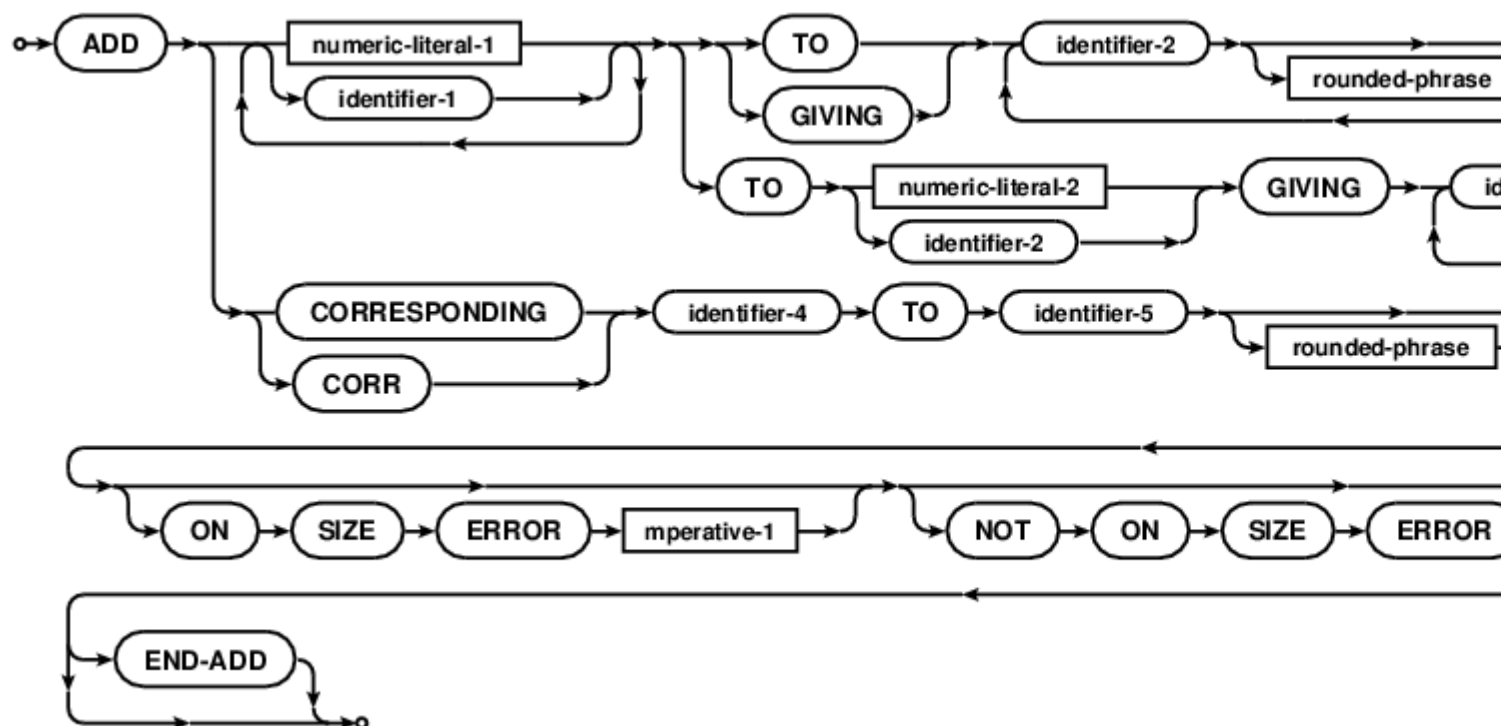 ADD numeric-literal-1 TO identifier-2
identifier-1 GIVING rounded-phrase
TO numeric-literal-2 GIVING id
identifier-2
CORRESPONDING identifier-4 TO identifier-5
CORR rounded-phrase
ON SIZE ERROR mperative-1 NOT ON SIZE ERROR
END-ADD